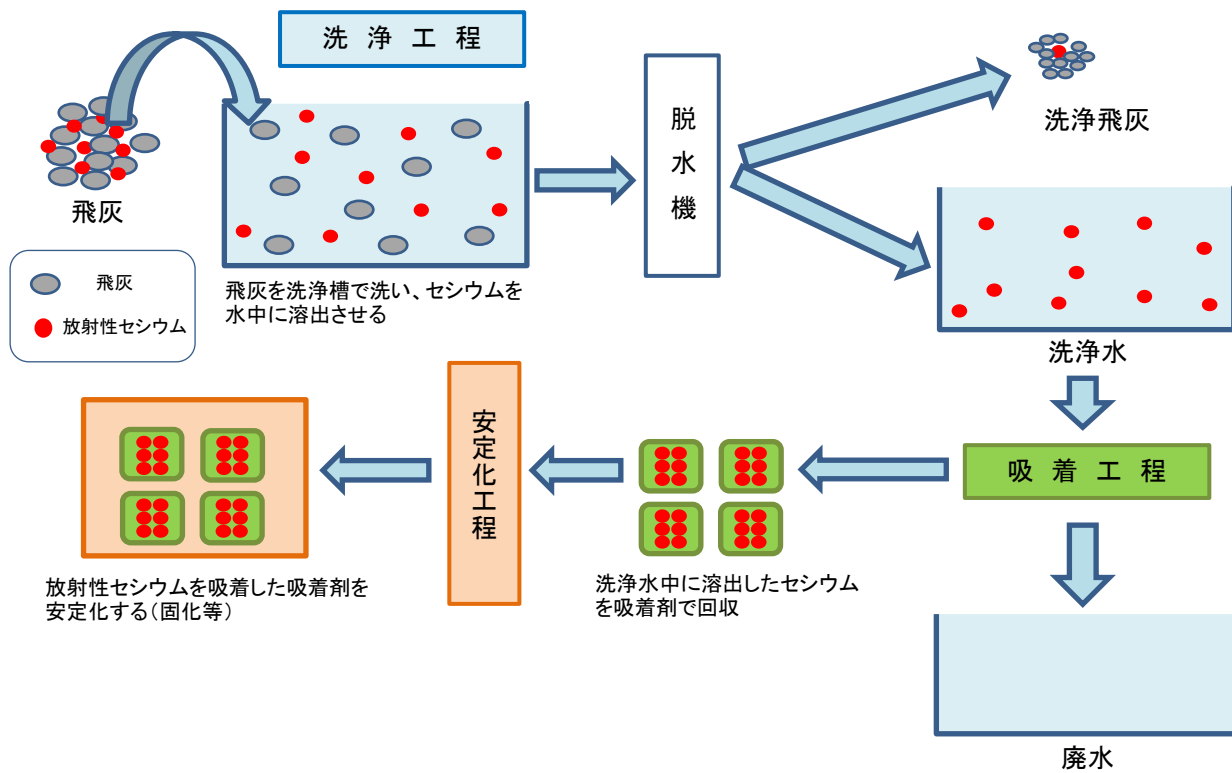 洗浄工程
飛灰
飛灰
放射性セシウム
飛灰を洗浄槽で洗い、セシウムを
水中に溶出させる
脱水機
洗浄飛灰
洗浄水
吸着工程
洗浄水中に溶出したセシウム
を吸着剤で回収
安定化工程
放射性セシウムを吸着した吸着剤を
安定化する(固化等)
廃水